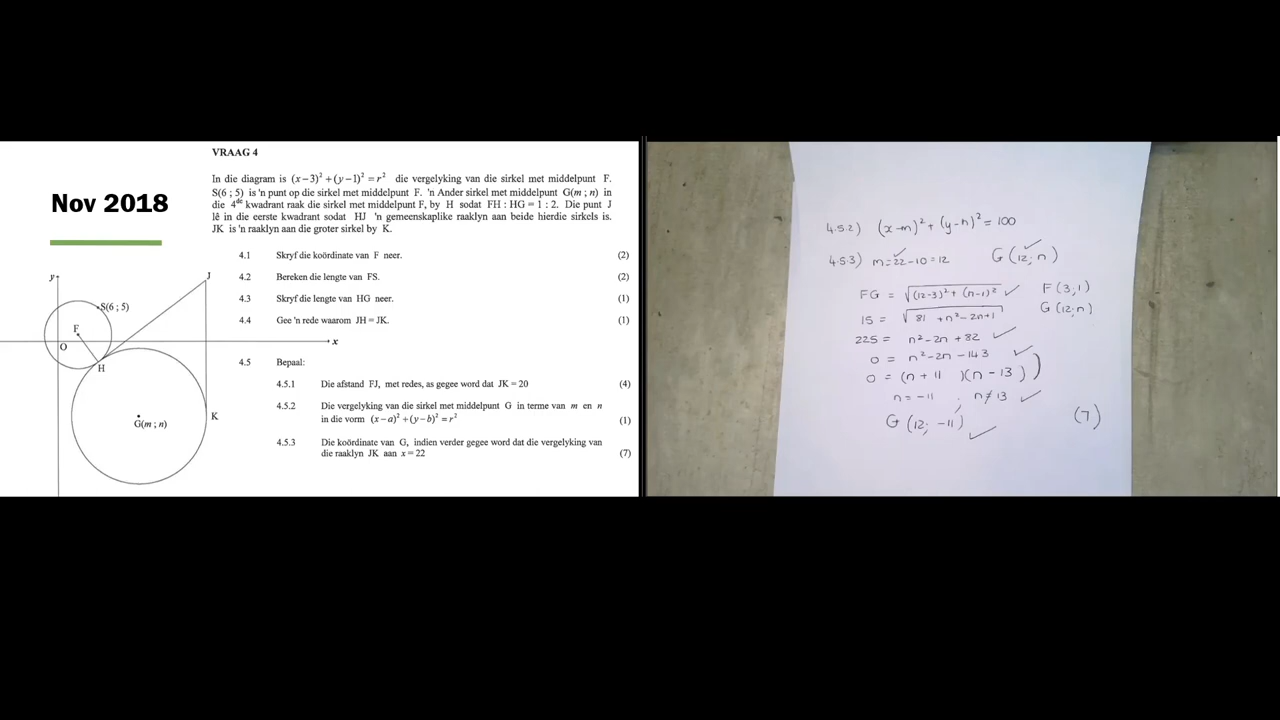 Nov 2018
VRAAG 4
In die diagram is (x−3)² + (y−1)² = r² die vergelyking van die sirkel met middelpunt F.
S(6 ; 5) is 'n punt op die sirkel met middelpunt F. 'n Ander sirkel met middelpunt G(m ; n) in
die 4de kwadrant raak die sirkel met middelpunt F, by H sodat FH : HG = 1 : 2. Die punt J
lê in die eerste kwadrant sodat HJ 'n gemeenskaplike raaklyn aan beide hierdie sirkels is.
JK is 'n raaklyn aan die groter sirkel by K.
4.1 Skryf die koördinate van F neer. (2)
4.2 Bereken die lengte van FS. (2)
4.3 Skryf die lengte van HG neer. (1)
4.4 Gee 'n rede waarom JH = JK. (1)
4.5 Bepaal:
4.5.1 Die afstand FJ, met redes, as gegee word dat JK = 20 (4)
4.5.2 Die vergelyking van die sirkel met middelpunt G in terme van m en n
in die vorm (x−a)² + (y−b)² = r² (1)
4.5.3 Die koördinate van G, indien verder gegee word dat die vergelyking van
die raaklyn JK aan x = 22 (7)
y
J
S(6 ; 5)
F
O
x
H
K
G(m ; n)
4.5.2) (x−m)² + (y−n)² = 100
4.5.3) m = 22−10 = 12 G(12; n)
FG = √(12−3)² + (n−1)² F(3;1)
15 = √81 + n² − 2n + 1 G(12;n)
225 = n² − 2n + 82
0 = n² − 2n − 143
0 = (n + 11)(n − 13)
n = −11 ; n ≠ 13
G(12; −11) (7)